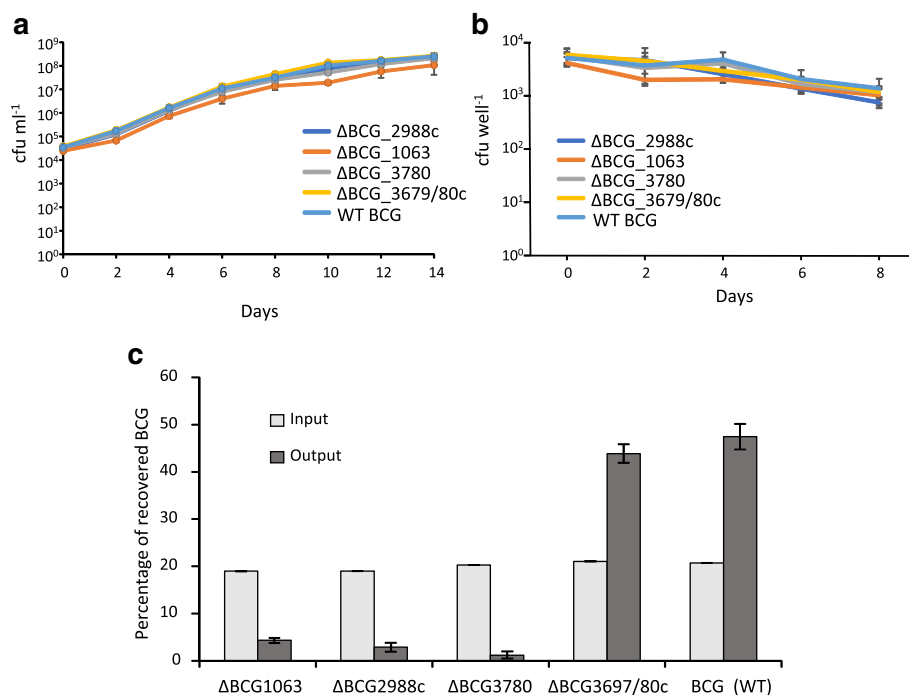 a
cfu ml-1
10⁹
10⁸
10⁷
10⁶
10⁵
10⁴
10³
10²
10¹
10⁰
0 2 4 6 8 10 12 14
Days
ΔBCG_2988c
ΔBCG_1063
ΔBCG_3780
ΔBCG_3679/80c
WT BCG
b
cfu well-1
10⁴
10³
10²
10¹
10⁰
0 2 4 6 8
Days
ΔBCG_2988c
ΔBCG_1063
ΔBCG_3780
ΔBCG_3679/80c
WT BCG
c
Percentage of recovered BCG
60
50
40
30
20
10
0
Input
Output
ΔBCG1063 ΔBCG2988c ΔBCG3780 ΔBCG3697/80c BCG (WT)